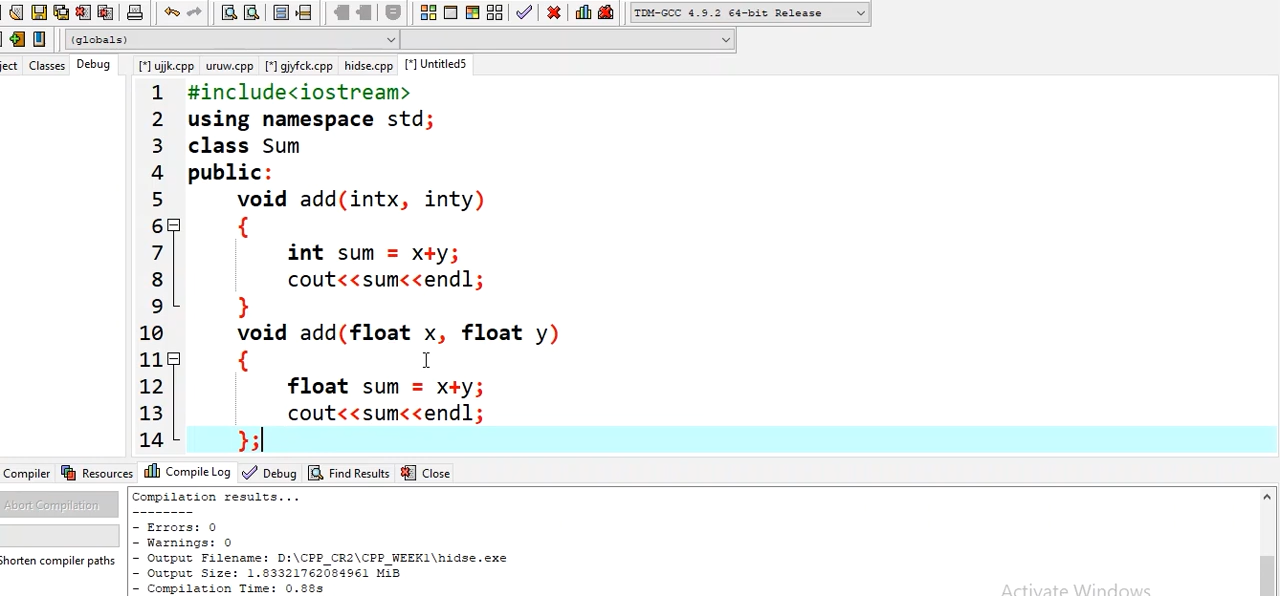 TDM-GCC 4.9.2 64-bit Release
(globals)
ject Classes Debug [*] ujjk.cpp uruw.cpp [*] gjyfck.cpp hidse.cpp [*] Untitled5
1 #include<iostream>
2 using namespace std;
3 class Sum
4 public:
5 void add(intx, inty)
6 {
7 int sum = x+y;
8 cout<<sum<<endl;
9 }
10 void add(float x, float y)
11 {
12 float sum = x+y;
13 cout<<sum<<endl;
14 };
Compiler Resources Compile Log Debug Find Results Close
Abort Compilation
Shorten compiler paths
Compilation results...
--------
- Errors: 0
- Warnings: 0
- Output Filename: D:\CPP_CR2\CPP_WEEK1\hidse.exe
- Output Size: 1.83321762084961 MiB
- Compilation Time: 0.88s
Activate Windows